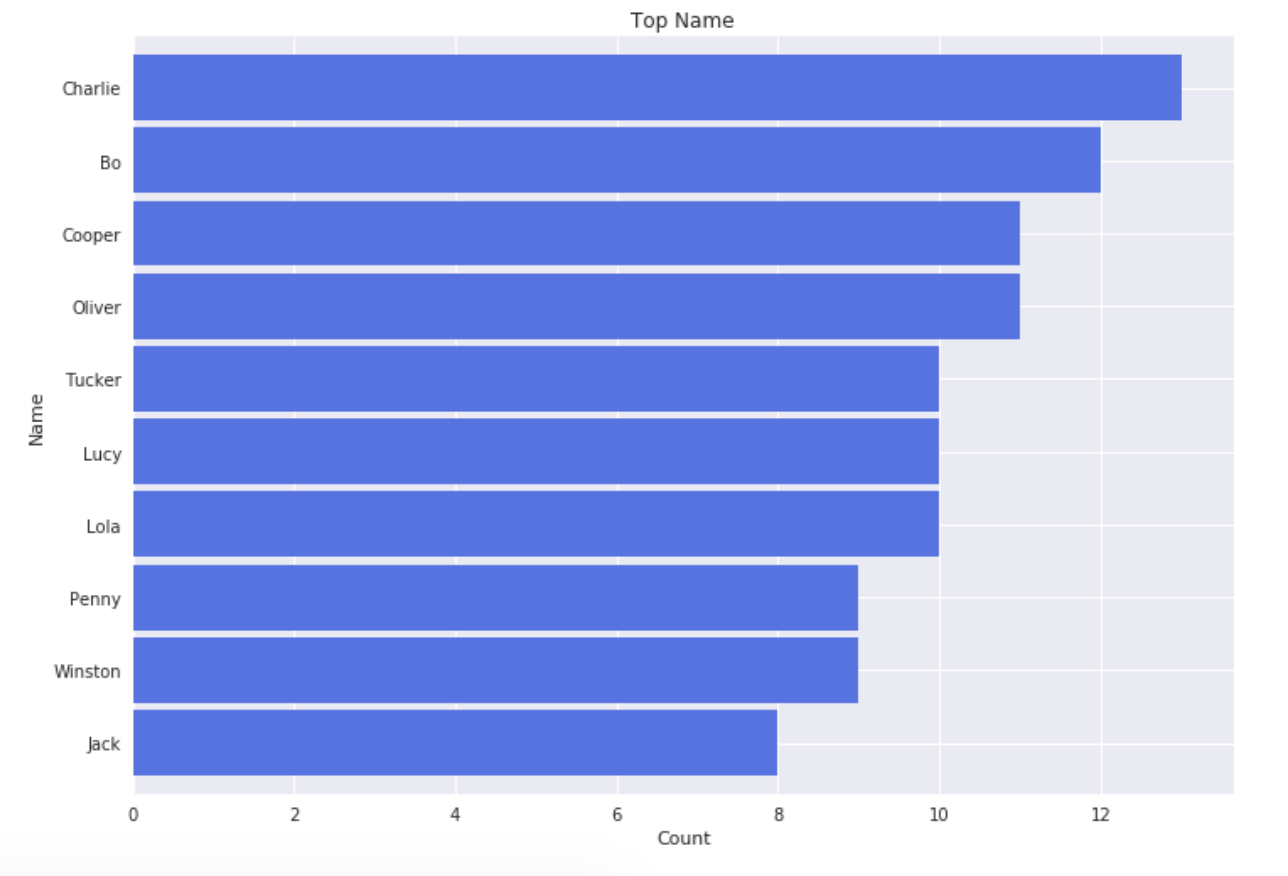 Top Name
Charlie
Bo
Cooper
Oliver
Tucker
Lucy
Lola
Penny
Winston
Jack
Name
0 2 4 6 8 10 12
Count